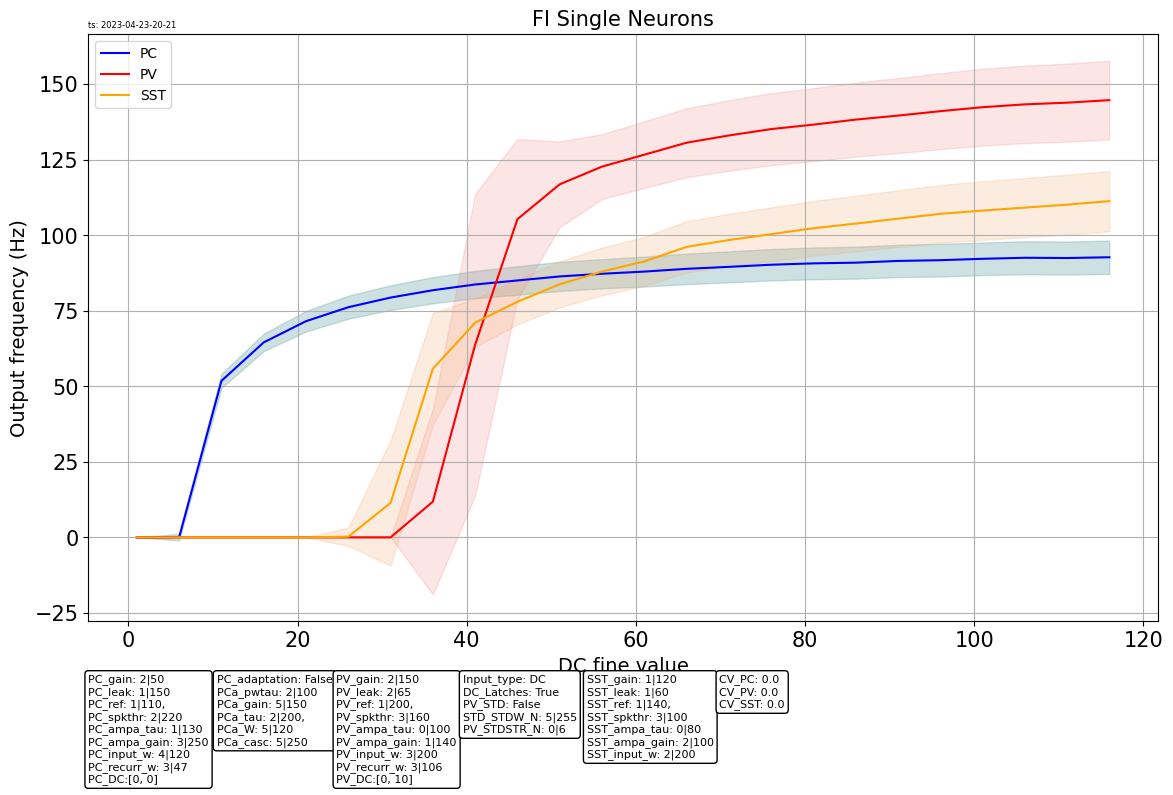 FI Single Neurons
ts: 2023-04-23-20-21
PC
PV
SST
Output frequency (Hz)
150
125
100
75
50
25
0
−25
0
20
40
60
80
100
120
DC fine value
PC_gain: 2|50
PC_leak: 1|150
PC_ref: 1|110,
PC_spkthr: 2|220
PC_ampa_tau: 1|130
PC_ampa_gain: 3|250
PC_input_w: 4|120
PC_recurr_w: 3|47
PC_DC:[0, 0]
PC_adaptation: False
PCa_pwtau: 2|100
PCa_gain: 5|150
PCa_tau: 2|200,
PCa_W: 5|120
PCa_casc: 5|250
PV_gain: 2|150
PV_leak: 2|65
PV_ref: 1|200,
PV_spkthr: 3|160
PV_ampa_tau: 0|100
PV_ampa_gain: 1|140
PV_input_w: 3|200
PV_recurr_w: 3|106
PV_DC:[0, 10]
Input_type: DC
DC_Latches: True
PV_STD: False
STD_STDW_N: 5|255
PV_STDSTR_N: 0|6
SST_gain: 1|120
SST_leak: 1|60
SST_ref: 1|140,
SST_spkthr: 3|100
SST_ampa_tau: 0|80
SST_ampa_gain: 2|100
SST_input_w: 2|200
CV_PC: 0.0
CV_PV: 0.0
CV_SST: 0.0